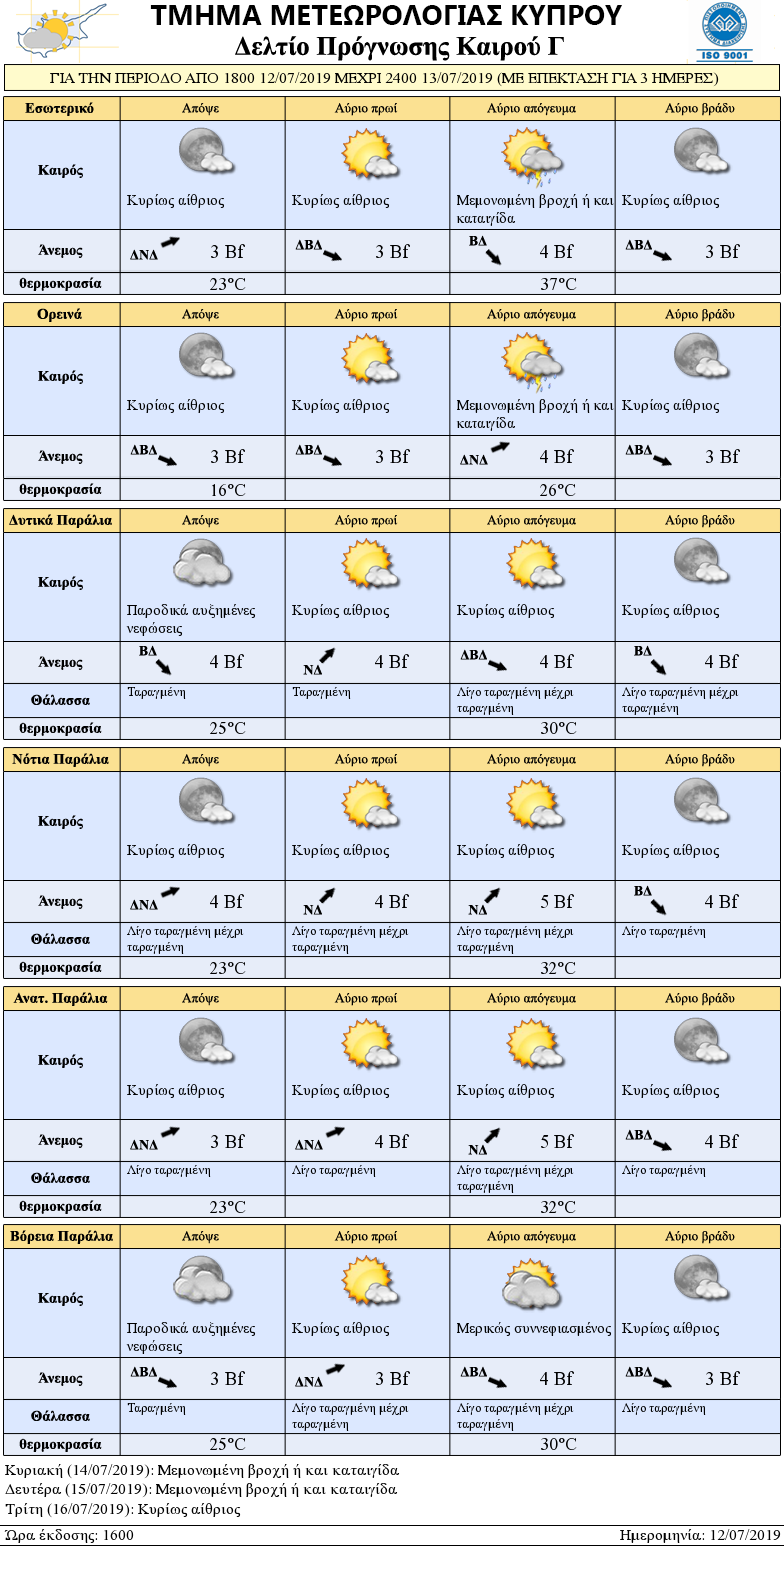 ΤΜΗΜΑ ΜΕΤΕΩΡΟΛΟΓΙΑΣ ΚΥΠΡΟΥ
Δελτίο Πρόγνωσης Καιρού Γ
ISO 9001
ΓΙΑ ΤΗΝ ΠΕΡΙΟΔΟ ΑΠΟ 1800 12/07/2019 ΜΕΧΡΙ 2400 13/07/2019 (ΜΕ ΕΠΕΚΤΑΣΗ ΓΙΑ 3 ΗΜΕΡΕΣ)
Εσωτερικό Απόψε Αύριο πρωί Αύριο απόγευμα Αύριο βράδυ
Καιρός
Κυρίως αίθριος Κυρίως αίθριος Μεμονωμένη βροχή ή και Κυρίως αίθριος
καταιγίδα
Άνεμος ΔΝΔ 3 Bf ΔΒΔ 3 Bf ΒΔ 4 Bf ΔΒΔ 3 Bf
θερμοκρασία 23°C 37°C
Ορεινά Απόψε Αύριο πρωί Αύριο απόγευμα Αύριο βράδυ
Καιρός
Κυρίως αίθριος Κυρίως αίθριος Μεμονωμένη βροχή ή και Κυρίως αίθριος
καταιγίδα
Άνεμος ΔΒΔ 3 Bf ΔΒΔ 3 Bf ΔΝΔ 4 Bf ΔΒΔ 3 Bf
θερμοκρασία 16°C 26°C
Δυτικά Παράλια Απόψε Αύριο πρωί Αύριο απόγευμα Αύριο βράδυ
Καιρός
Παροδικά αυξημένες Κυρίως αίθριος Κυρίως αίθριος Κυρίως αίθριος
νεφώσεις
Άνεμος ΒΔ 4 Bf ΝΔ 4 Bf ΔΒΔ 4 Bf ΒΔ 4 Bf
Θάλασσα Ταραγμένη Ταραγμένη Λίγο ταραγμένη μέχρι Λίγο ταραγμένη μέχρι
ταραγμένη ταραγμένη
θερμοκρασία 25°C 30°C
Νότια Παράλια Απόψε Αύριο πρωί Αύριο απόγευμα Αύριο βράδυ
Καιρός
Κυρίως αίθριος Κυρίως αίθριος Κυρίως αίθριος Κυρίως αίθριος
Άνεμος ΔΝΔ 4 Bf ΝΔ 4 Bf ΝΔ 5 Bf ΒΔ 4 Bf
Θάλασσα Λίγο ταραγμένη μέχρι Λίγο ταραγμένη μέχρι Λίγο ταραγμένη μέχρι Λίγο ταραγμένη
ταραγμένη ταραγμένη ταραγμένη
θερμοκρασία 23°C 32°C
Ανατ. Παράλια Απόψε Αύριο πρωί Αύριο απόγευμα Αύριο βράδυ
Καιρός
Κυρίως αίθριος Κυρίως αίθριος Κυρίως αίθριος Κυρίως αίθριος
Άνεμος ΔΝΔ 3 Bf ΔΝΔ 4 Bf ΝΔ 5 Bf ΔΒΔ 4 Bf
Θάλασσα Λίγο ταραγμένη Λίγο ταραγμένη Λίγο ταραγμένη μέχρι Λίγο ταραγμένη
ταραγμένη
θερμοκρασία 23°C 32°C
Βόρεια Παράλια Απόψε Αύριο πρωί Αύριο απόγευμα Αύριο βράδυ
Καιρός
Παροδικά αυξημένες Κυρίως αίθριος Μερικώς συννεφιασμένος Κυρίως αίθριος
νεφώσεις
Άνεμος ΔΒΔ 3 Bf ΔΝΔ 3 Bf ΔΒΔ 4 Bf ΔΒΔ 3 Bf
Θάλασσα Ταραγμένη Λίγο ταραγμένη μέχρι Λίγο ταραγμένη μέχρι Λίγο ταραγμένη
ταραγμένη ταραγμένη
θερμοκρασία 25°C 30°C
Κυριακή (14/07/2019): Μεμονωμένη βροχή ή και καταιγίδα
Δευτέρα (15/07/2019): Μεμονωμένη βροχή ή και καταιγίδα
Τρίτη (16/07/2019): Κυρίως αίθριος
Ώρα έκδοσης: 1600 Ημερομηνία: 12/07/2019